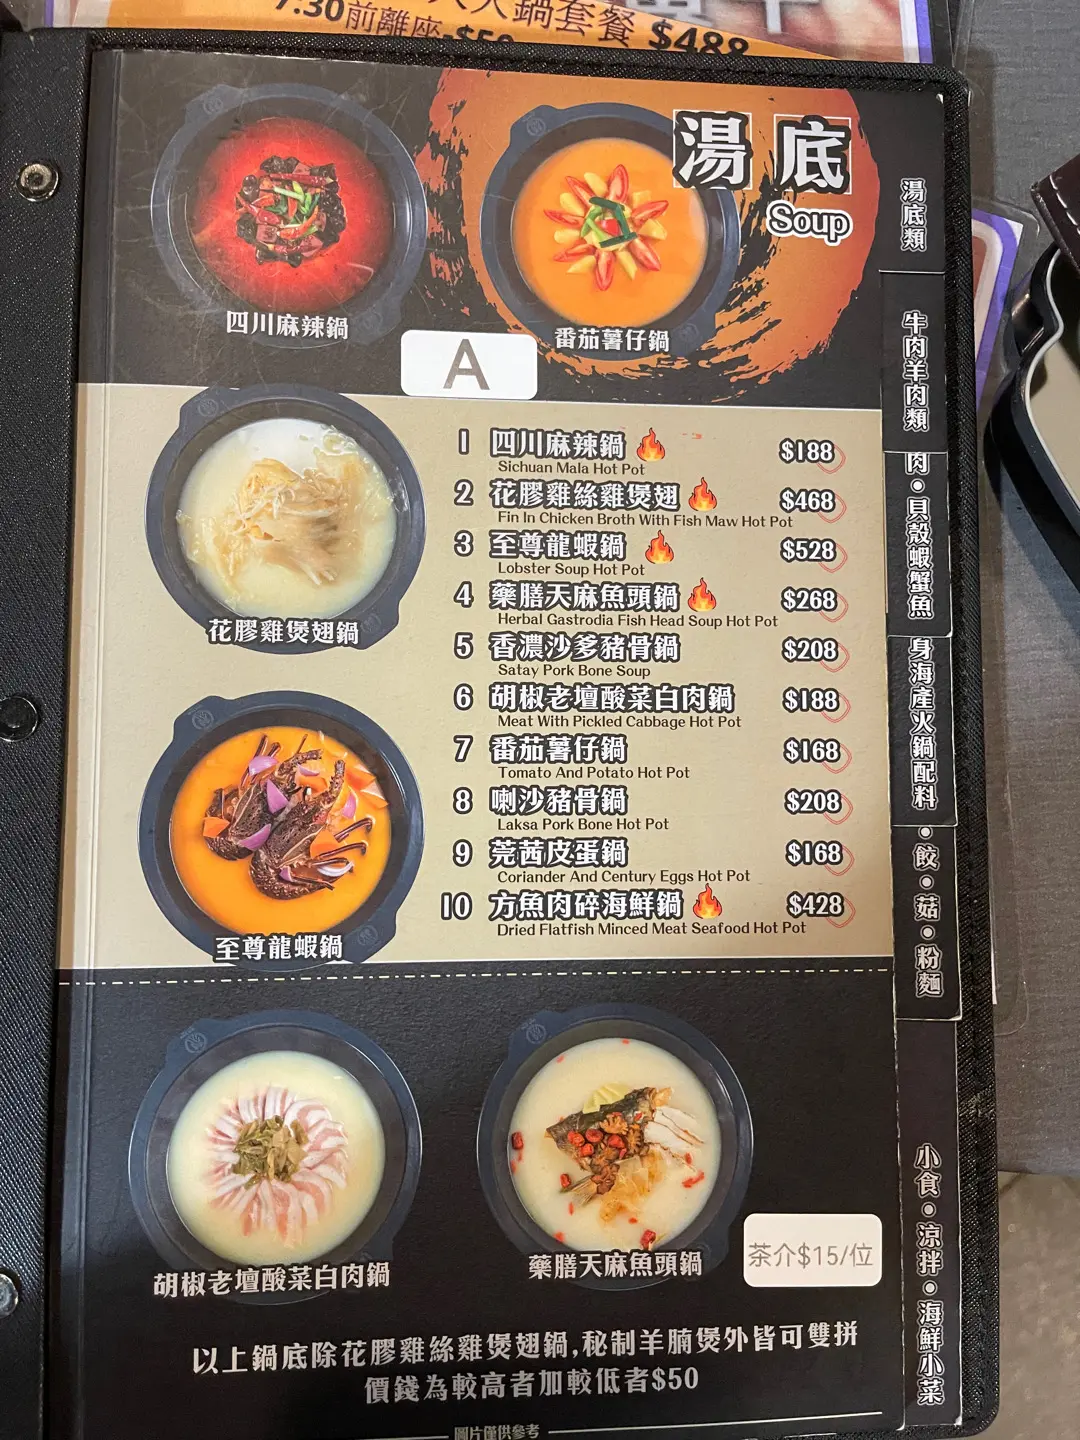 7:30前離座
$50
人火鍋套餐 $488
湯底
Soup
四川麻辣鍋
番茄薯仔鍋
A
1 四川麻辣鍋 $188
Sichuan Mala Hot Pot
2 花膠雞絲雞煲翅 $468
Fin In Chicken Broth With Fish Maw Hot Pot
3 至尊龍蝦鍋 $528
Lobster Soup Hot Pot
4 藥膳天麻魚頭鍋 $268
Herbal Gastrodia Fish Head Soup Hot Pot
5 香濃沙爹豬骨鍋 $208
Satay Pork Bone Soup
6 胡椒老壇酸菜白肉鍋 $188
Meat With Pickled Cabbage Hot Pot
7 番茄薯仔鍋 $168
Tomato And Potato Hot Pot
8 喇沙豬骨鍋 $208
Laksa Pork Bone Hot Pot
9 莞茜皮蛋鍋 $168
Coriander And Century Eggs Hot Pot
10 方魚肉碎海鮮鍋 $428
Dried Flatfish Minced Meat Seafood Hot Pot
花膠雞煲翅鍋
至尊龍蝦鍋
胡椒老壇酸菜白肉鍋
藥膳天麻魚頭鍋
茶介$15/位
以上鍋底除花膠雞絲雞煲翅鍋,秘制羊腩煲外皆可雙拼
價錢為較高者加較低者$50
圖片僅供參考
湯底類
牛肉羊肉類
肉•貝殼蝦蟹魚
身海產火鍋配料
•餃•菇•粉麵
小食•涼拌•海鮮小菜